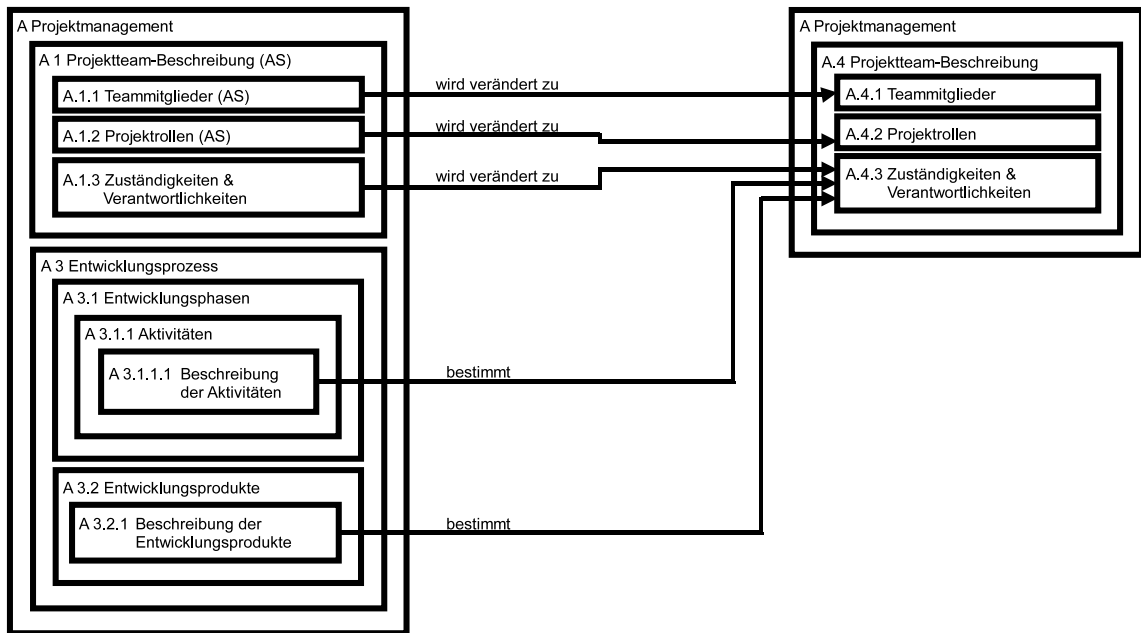 A Projektmanagement
A 1 Projektteam-Beschreibung (AS)
A.1.1 Teammitglieder (AS)
A.1.2 Projektrollen (AS)
A.1.3 Zuständigkeiten &
Verantwortlichkeiten
A 3 Entwicklungsprozess
A 3.1 Entwicklungsphasen
A 3.1.1 Aktivitäten
A 3.1.1.1 Beschreibung
der Aktivitäten
A 3.2 Entwicklungsprodukte
A 3.2.1 Beschreibung der
Entwicklungsprodukte
wird verändert zu
wird verändert zu
wird verändert zu
bestimmt
bestimmt
A Projektmanagement
A.4 Projektteam-Beschreibung
A.4.1 Teammitglieder
A.4.2 Projektrollen
A.4.3 Zuständigkeiten &
Verantwortlichkeiten